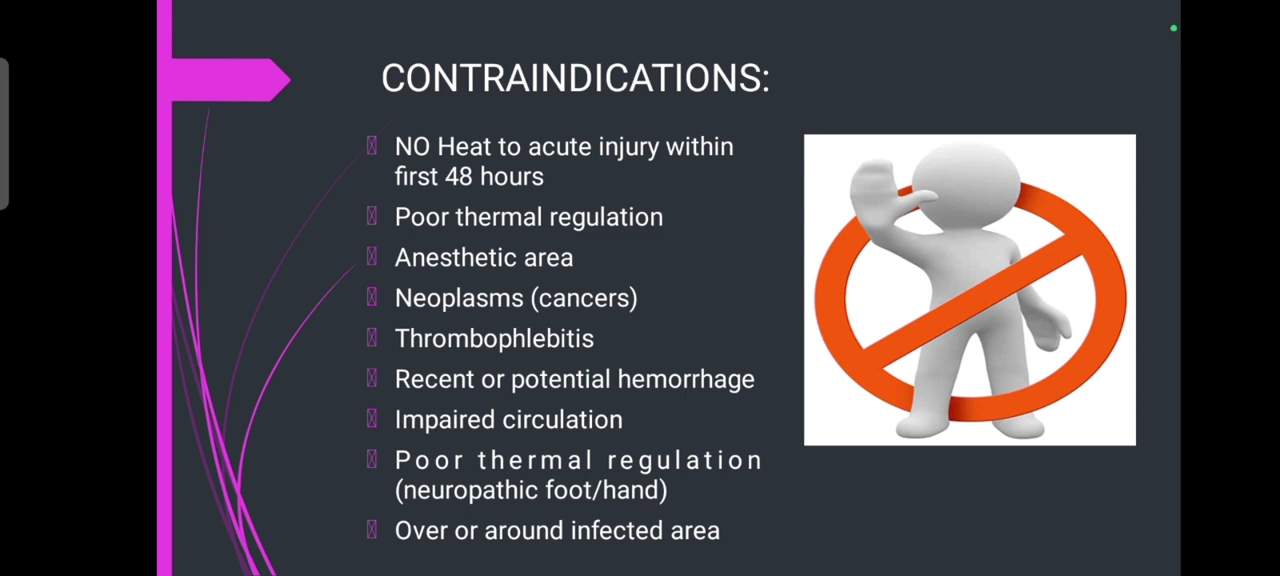 CONTRAINDICATIONS:
NO Heat to acute injury within
first 48 hours
Poor thermal regulation
Anesthetic area
Neoplasms (cancers)
Thrombophlebitis
Recent or potential hemorrhage
Impaired circulation
Poor thermal regulation
(neuropathic foot/hand)
Over or around infected area